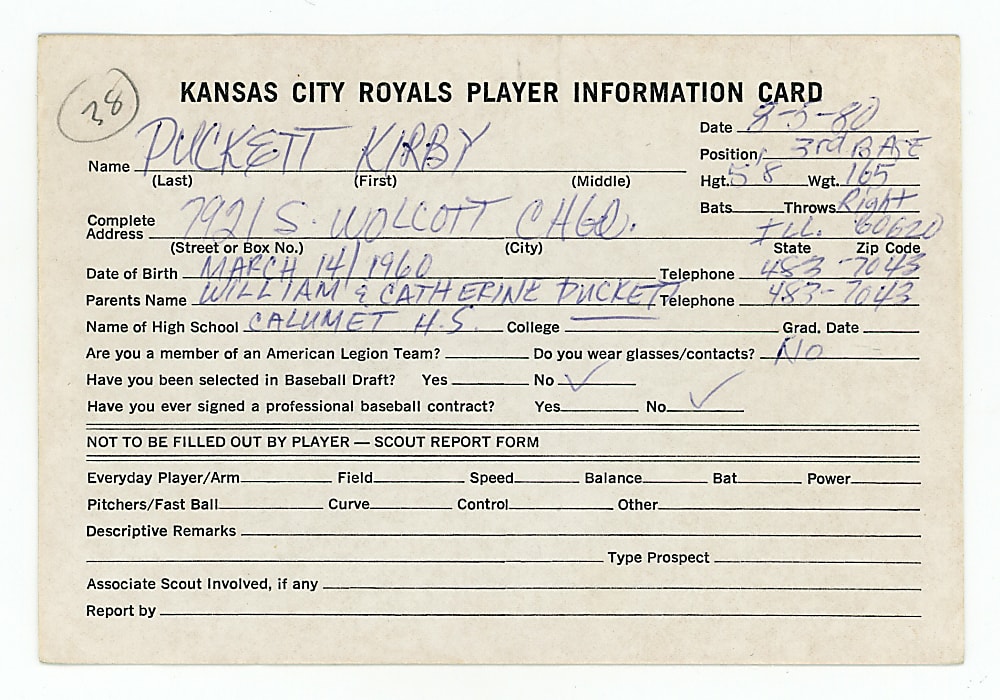 38
KANSAS CITY ROYALS PLAYER INFORMATION CARD
Date 8-5-80
Name PUCKETT KIRBY
(Last) (First) (Middle)
Position 3rd BASE
Hgt. 5 8 Wgt. 165
Bats Throws Right
Complete Address 7921 S. WOLCOTT CHGO. ILL. 60620
(Street or Box No.) (City) State Zip Code
Date of Birth MARCH 14/1960 Telephone 483-7043
Parents Name WILLIAM & CATHERINE PUCKETT Telephone 483-7043
Name of High School CALUMET H.S. College Grad. Date
Are you a member of an American Legion Team? Do you wear glasses/contacts? NO
Have you been selected in Baseball Draft? Yes No ✓
Have you ever signed a professional baseball contract? Yes No ✓
NOT TO BE FILLED OUT BY PLAYER — SCOUT REPORT FORM
Everyday Player/Arm Field Speed Balance Bat Power
Pitchers/Fast Ball Curve Control Other
Descriptive Remarks
Type Prospect
Associate Scout Involved, if any
Report by